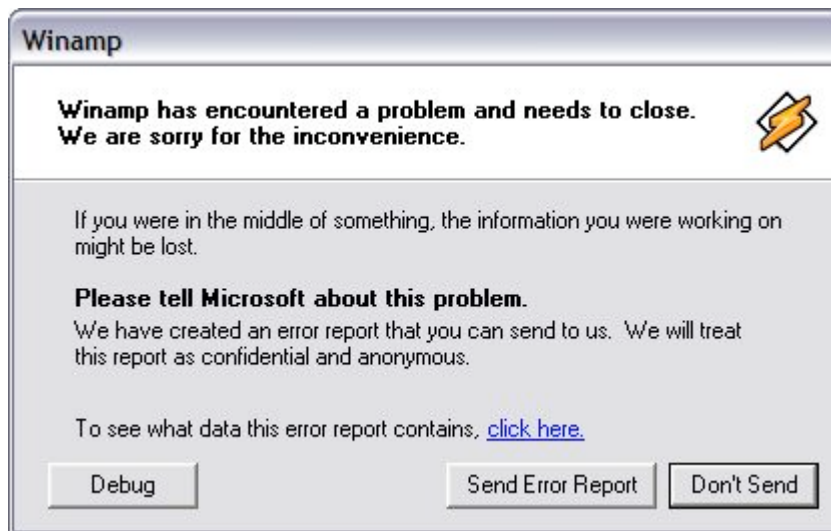 Winamp
Winamp has encountered a problem and needs to close.
We are sorry for the inconvenience.
If you were in the middle of something, the information you were working on
might be lost.
Please tell Microsoft about this problem.
We have created an error report that you can send to us. We will treat
this report as confidential and anonymous.
To see what data this error report contains, click here.
Debug
Send Error Report
Don't Send